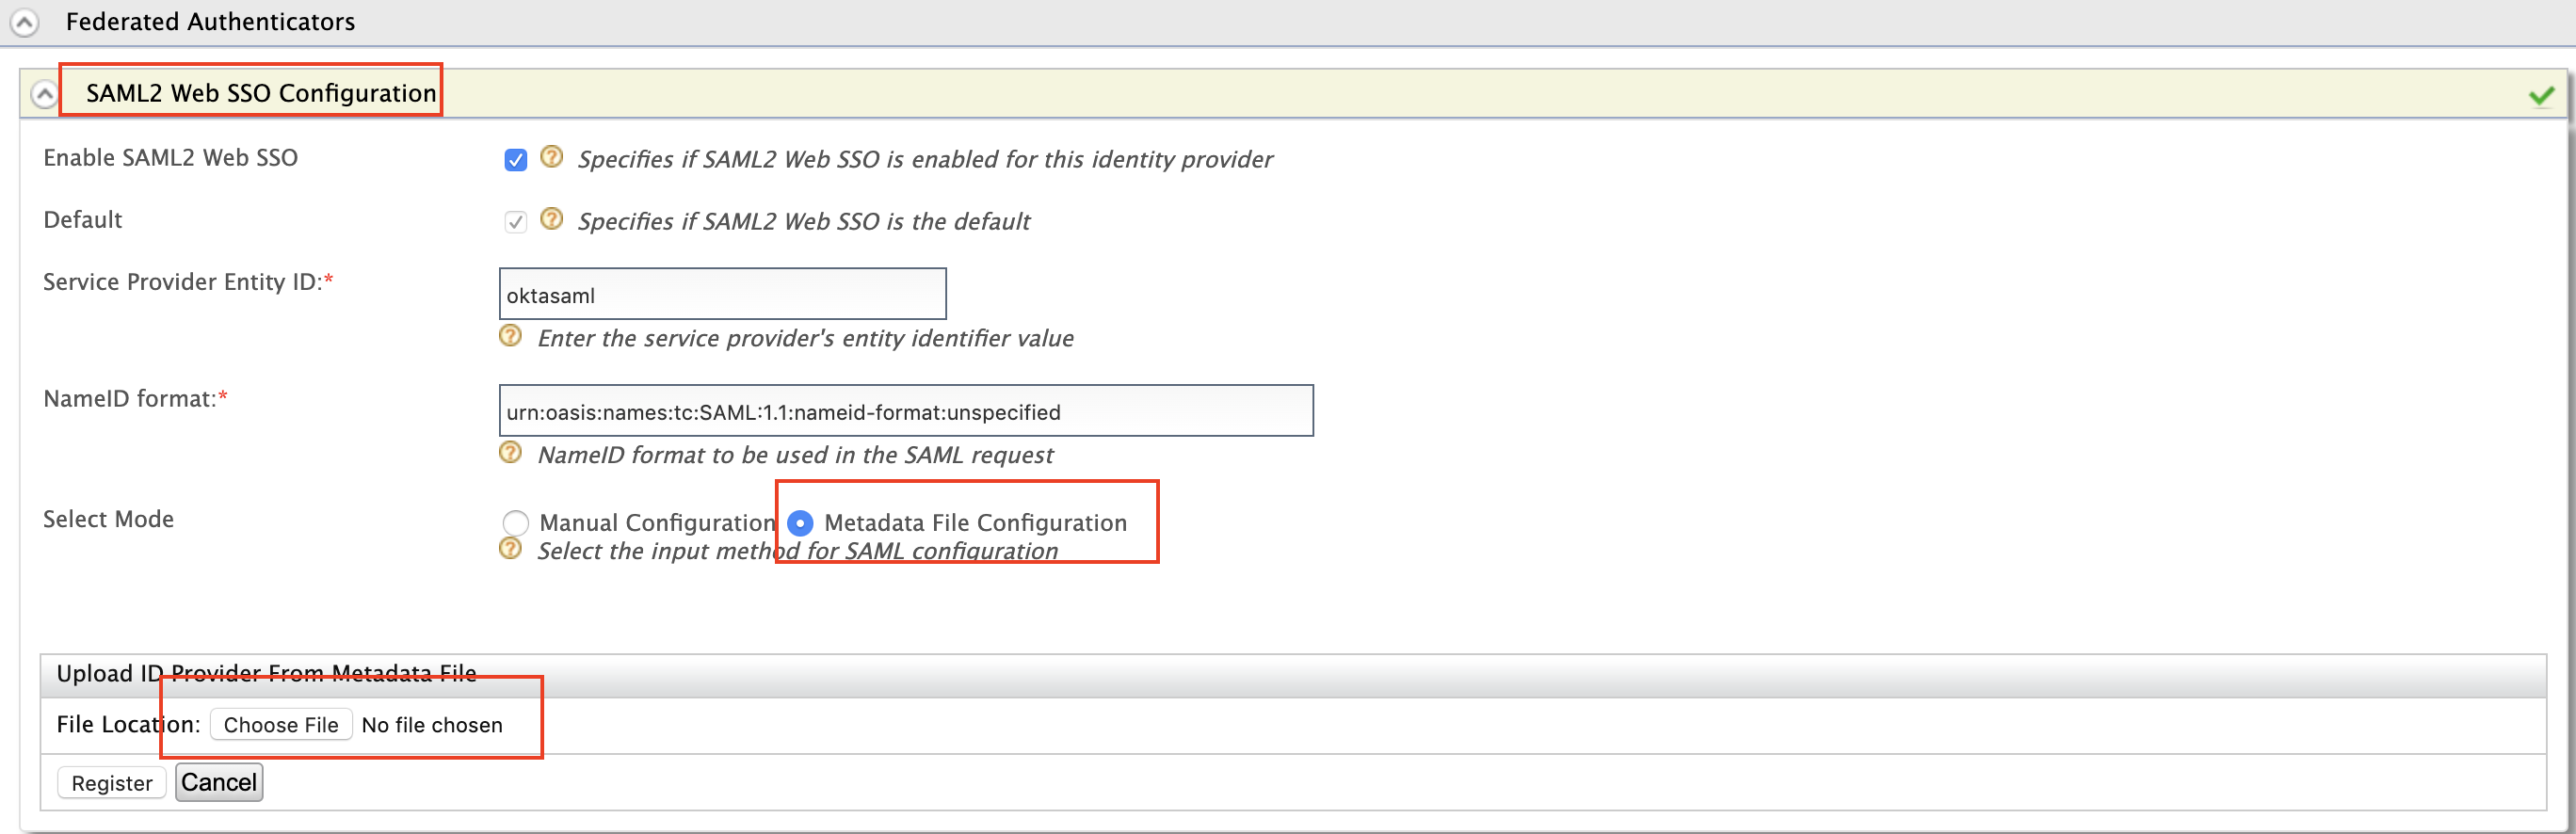 Federated Authenticators
SAML2 Web SSO Configuration
Enable SAML2 Web SSO
Specifies if SAML2 Web SSO is enabled for this identity provider
Default
Specifies if SAML2 Web SSO is the default
Service Provider Entity ID:*
oktasaml
Enter the service provider's entity identifier value
NameID format:*
urn:oasis:names:tc:SAML:1.1:nameid-format:unspecified
NameID format to be used in the SAML request
Select Mode
Manual Configuration Metadata File Configuration
Select the input method for SAML configuration
Upload ID Provider From Metadata File
File Location: Choose File No file chosen
Register Cancel